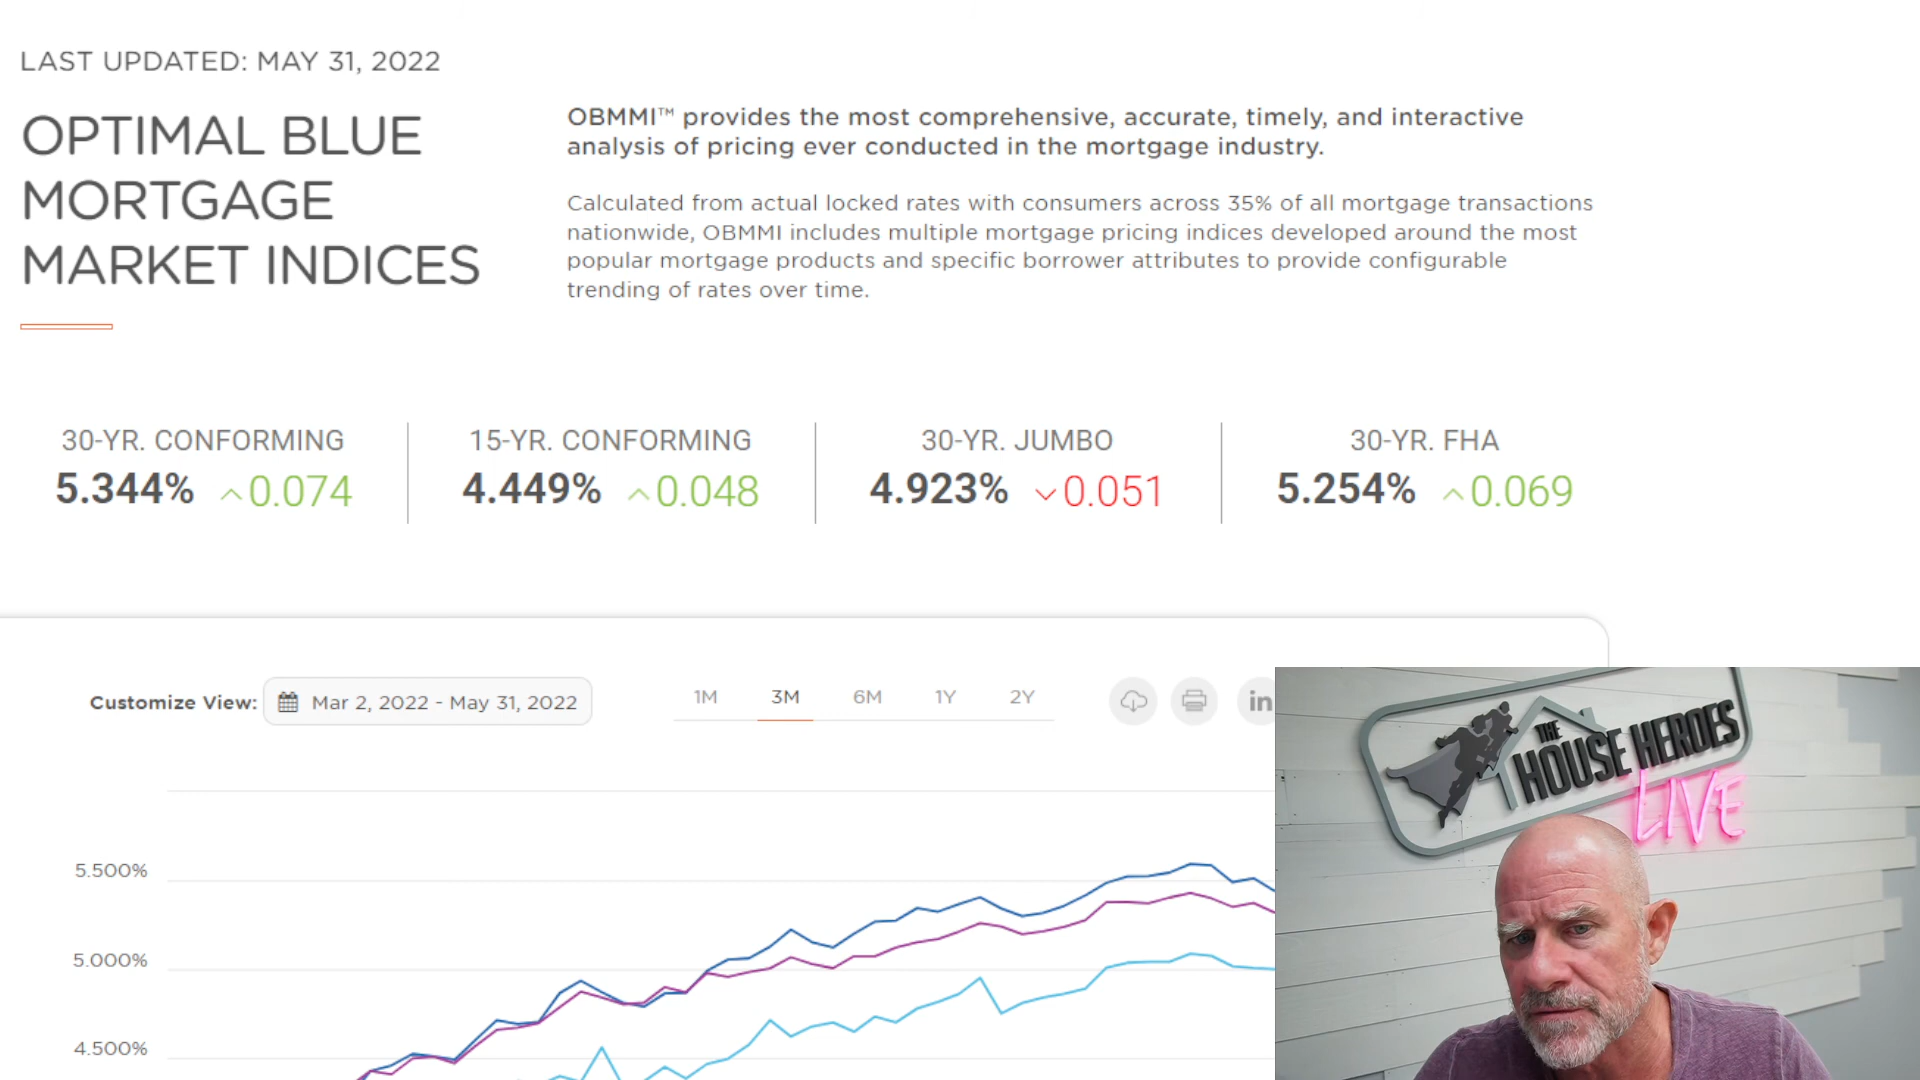 LAST UPDATED: MAY 31, 2022
OPTIMAL BLUE
MORTGAGE
MARKET INDICES
OBMMI™ provides the most comprehensive, accurate, timely, and interactive
analysis of pricing ever conducted in the mortgage industry.
Calculated from actual locked rates with consumers across 35% of all mortgage transactions
nationwide, OBMMI includes multiple mortgage pricing indices developed around the most
popular mortgage products and specific borrower attributes to provide configurable
trending of rates over time.
30-YR. CONFORMING
5.344% 0.074
15-YR. CONFORMING
4.449% 0.048
30-YR. JUMBO
4.923% 0.051
30-YR. FHA
5.254% 0.069
Customize View: Mar 2, 2022 - May 31, 2022
1M 3M 6M 1Y 2Y
in
5.500%
5.000%
4.500%
THE
HOUSE HEROES
LIVE